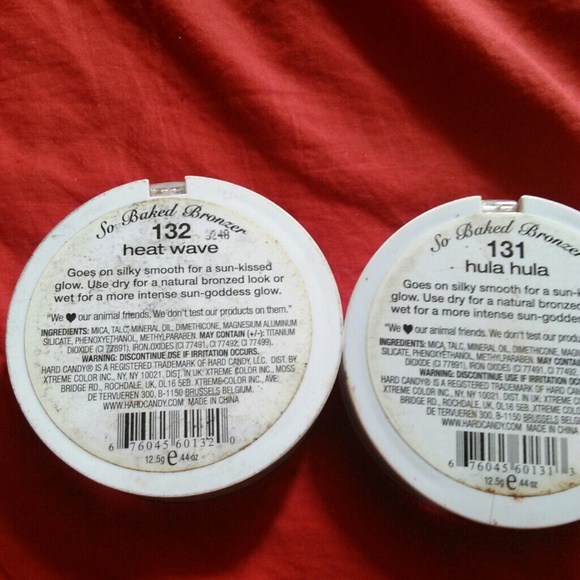 So Baked Bronzer
132
heat wave
Goes on silky smooth for a sun-kissed
glow. Use dry for a natural bronzed look or
wet for a more intense sun-goddess glow.
"We ♥ our animal friends. We don't test our products on them."
INGREDIENTS: MICA, TALC, MINERAL OIL, DIMETHICONE, MAGNESIUM ALUMINUM
SILICATE, PHENOXYETHANOL, METHYLPARABEN. MAY CONTAIN (+/-): TITANIUM
DIOXIDE (CI 77891), IRON OXIDES (CI 77491, CI 77492, CI 77499).
WARNING: DISCONTINUE USE IF IRRITATION OCCURS.
HARD CANDY® IS A REGISTERED TRADEMARK OF HARD CANDY, LLC. DIST. BY
XTREME COLOR INC., NY, NY 10021. DIST. IN UK: XTREME COLOR INC., MOSS
BRIDGE RD., ROCHDALE, UK, OL16 5EB. XTREME COLOR INC., AVE.
DE TERVUEREN 300, B-1150 BRUSSELS BELGIUM.
WWW.HARDCANDY.COM MADE IN CHINA
6 76045 60132 0
12.5g e .44 oz
So Baked Bronzer
131
hula hula
Goes on silky smooth for a sun-k
glow. Use dry for a natural bronzed
wet for a more intense sun-goddess
"We ♥ our animal friends. We don't test our produc
INGREDIENTS: MICA, TALC, MINERAL OIL, DIMETHICONE, MAGNES
SILICATE, PHENOXYETHANOL, METHYLPARABEN. MAY CONTAIN
DIOXIDE (CI 77891), IRON OXIDES (CI 77491, CI 77492, CI
WARNING: DISCONTINUE USE IF IRRITATION
HARD CANDY® IS A REGISTERED TRADEMARK OF HARD CAN
XTREME COLOR INC., NY, NY 10021. DIST. IN UK: XTREME C
BRIDGE RD., ROCHDALE, UK, OL16 5EB. XTREME COLOR
DE TERVUEREN 300, B-1150 BRUSSELS BELG
WWW.HARDCANDY.COM MADE IN CHINA
6 76045 60131 3
12.5g e .44 oz